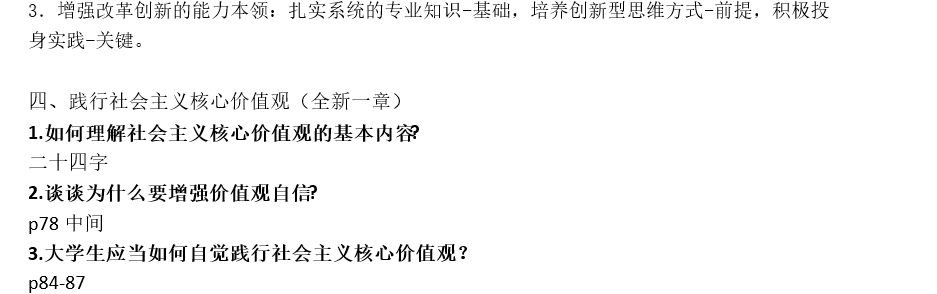 3．增强改革创新的能力本领：扎实系统的专业知识-基础，培养创新型思维方式-前提，积极投
身实践-关键。
四、践行社会主义核心价值观（全新一章）
1.如何理解社会主义核心价值观的基本内容?
二十四字
2.谈谈为什么要增强价值观自信?
p78 中间
3.大学生应当如何自觉践行社会主义核心价值观？
p84-87